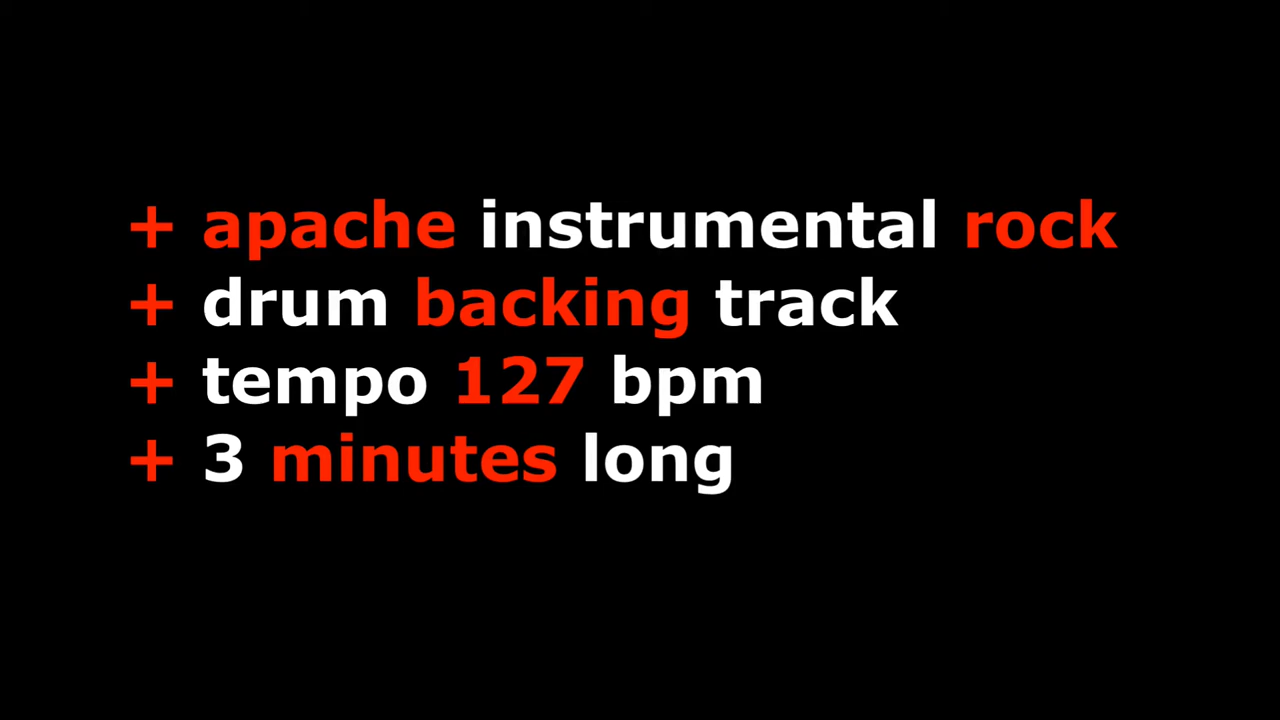 + apache instrumental rock
+ drum backing track
+ tempo 127 bpm
+ 3 minutes long